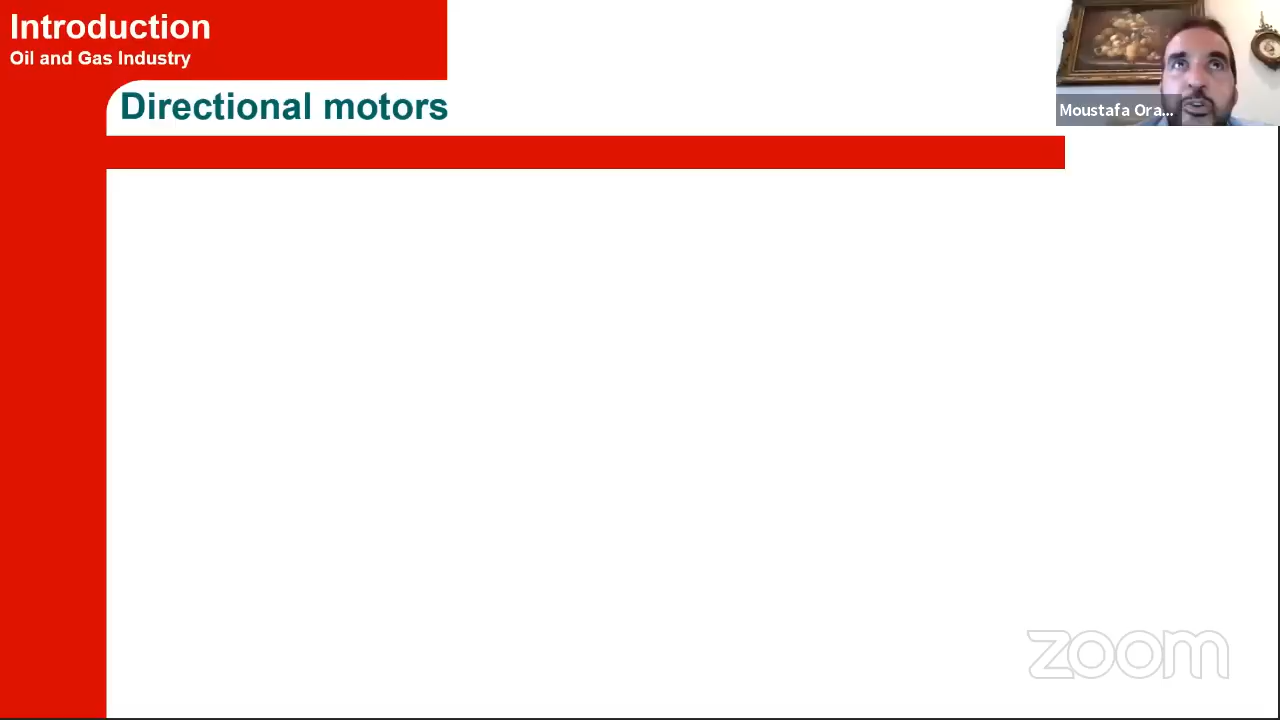 Introduction
Oil and Gas Industry
Directional motors
Moustafa Ora...
zoom